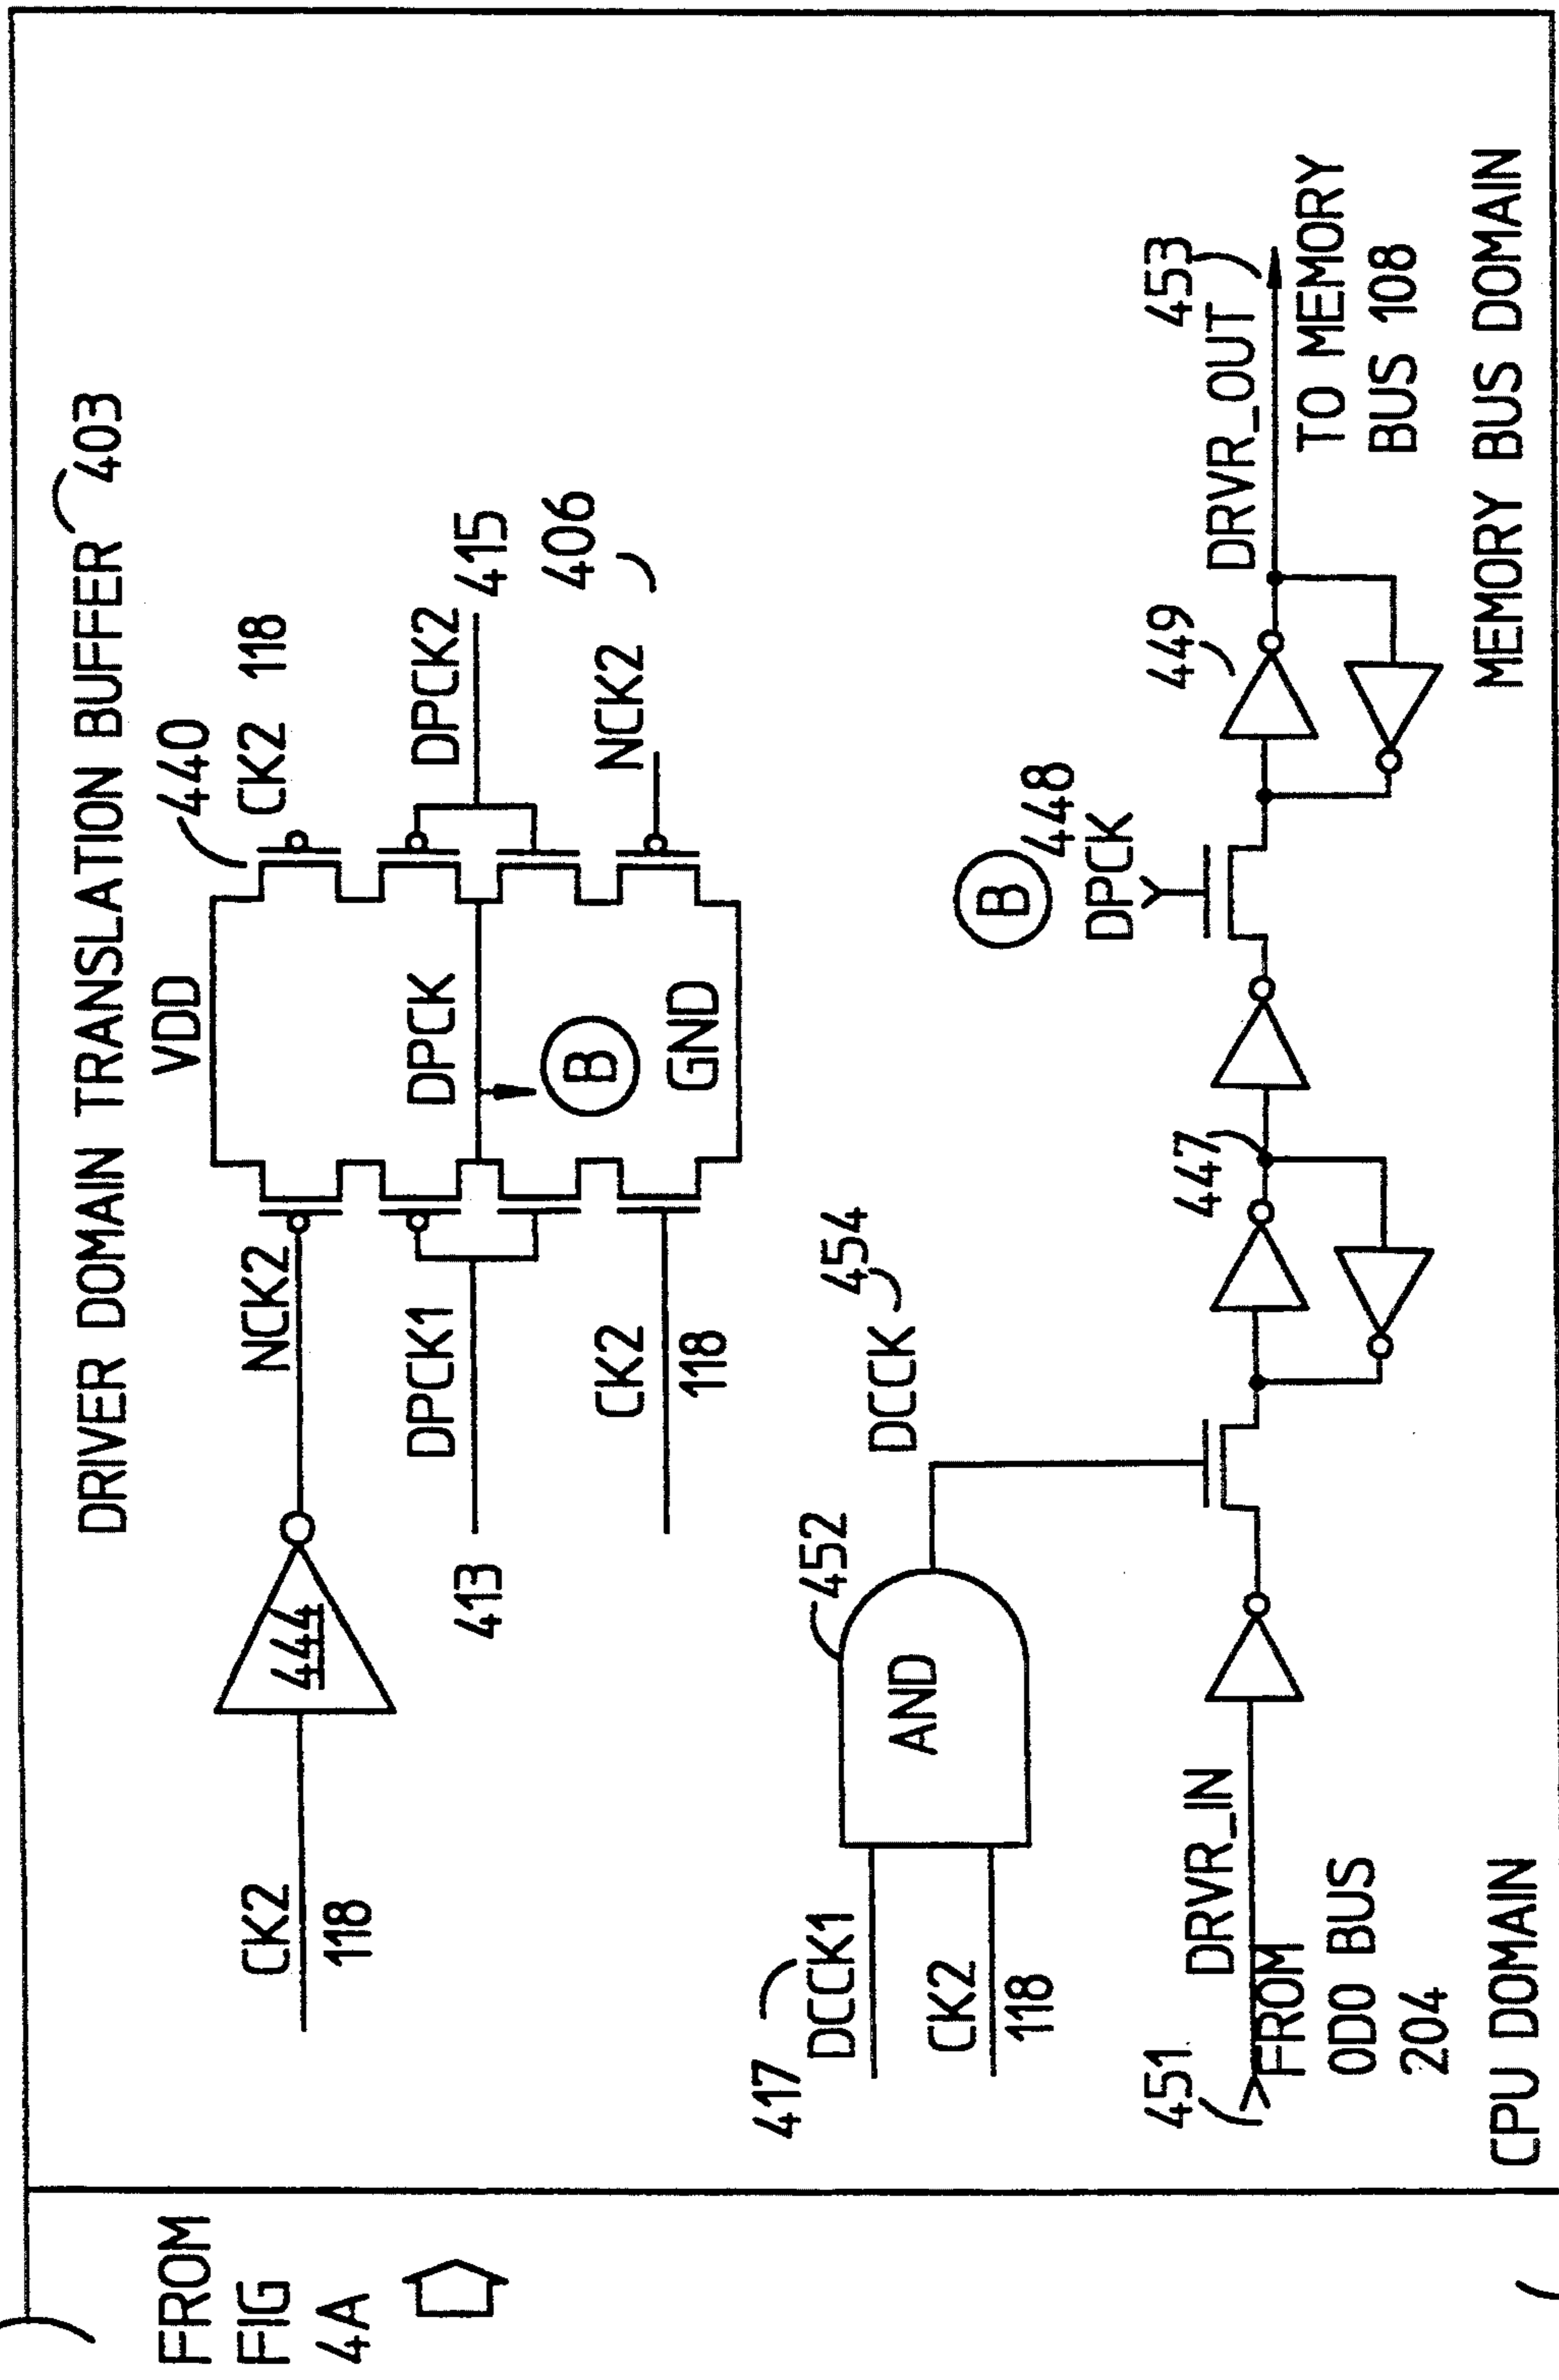 FROM
FIG
4A
DRIVER DOMAIN TRANSLATION BUFFER 403
VDD
440
CK2 118
CK2
118
444
NCK2
DPCK1
413
CK2
118
DPCK
B
GND
DPCK2
415
406
NCK2
417
DCCK1
CK2
118
AND
452
DCCK
454
B
448
DPCK
451
DRVR_IN
FROM
ODO BUS
204
447
449
DRVR_OUT
453
TO MEMORY
BUS 108
CPU DOMAIN
MEMORY BUS DOMAIN